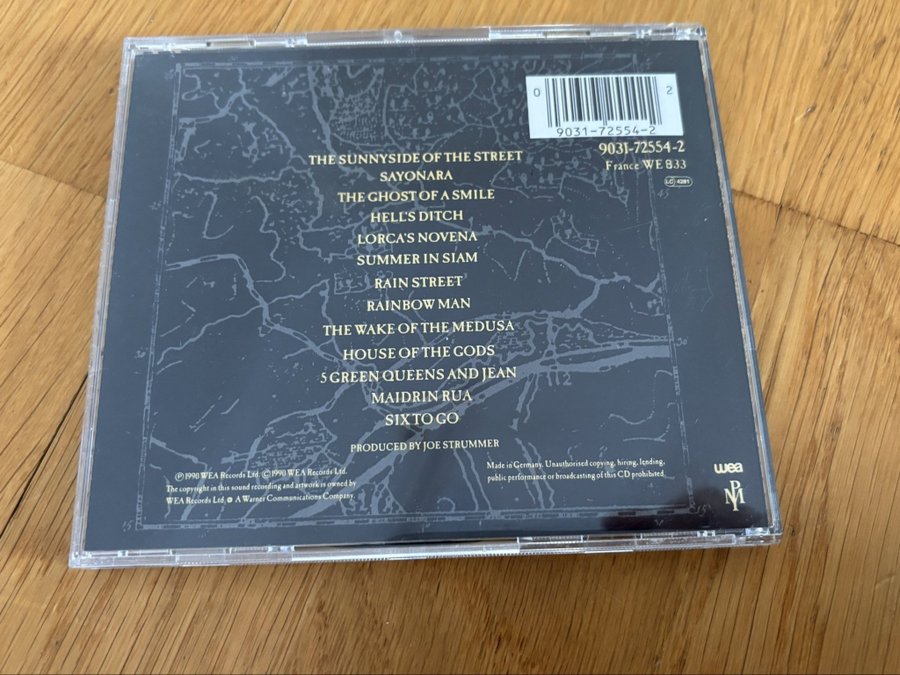 0 2
9031-72554-2
9031-72554-2
France WE 833
LC 4281
THE SUNNYSIDE OF THE STREET
SAYONARA
THE GHOST OF A SMILE
HELL'S DITCH
LORCA'S NOVENA
SUMMER IN SIAM
RAIN STREET
RAINBOW MAN
THE WAKE OF THE MEDUSA
HOUSE OF THE GODS
5 GREEN QUEENS AND JEAN
MAIDRIN RUA
SIX TO GO
PRODUCED BY JOE STRUMMER
℗ 1990 WEA Records Ltd. © 1990 WEA Records Ltd.
The copyright in this sound recording and artwork is owned by
WEA Records Ltd. A Warner Communications Company.
Made in Germany. Unauthorised copying, hiring, lending,
public performance or broadcasting of this CD prohibited.
wea
PM